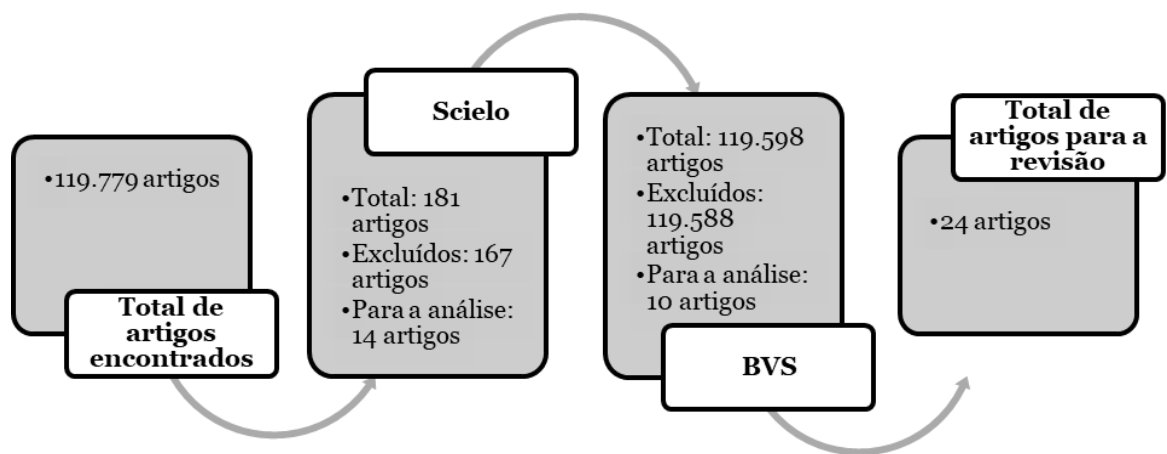 •119.779 artigos
Total de
artigos
encontrados
Scielo
•Total: 181
artigos
•Excluídos: 167
artigos
•Para a análise:
14 artigos
•Total: 119.598
artigos
•Excluídos:
119.588
artigos
•Para a análise:
10 artigos
BVS
Total de
artigos para a
revisão
•24 artigos